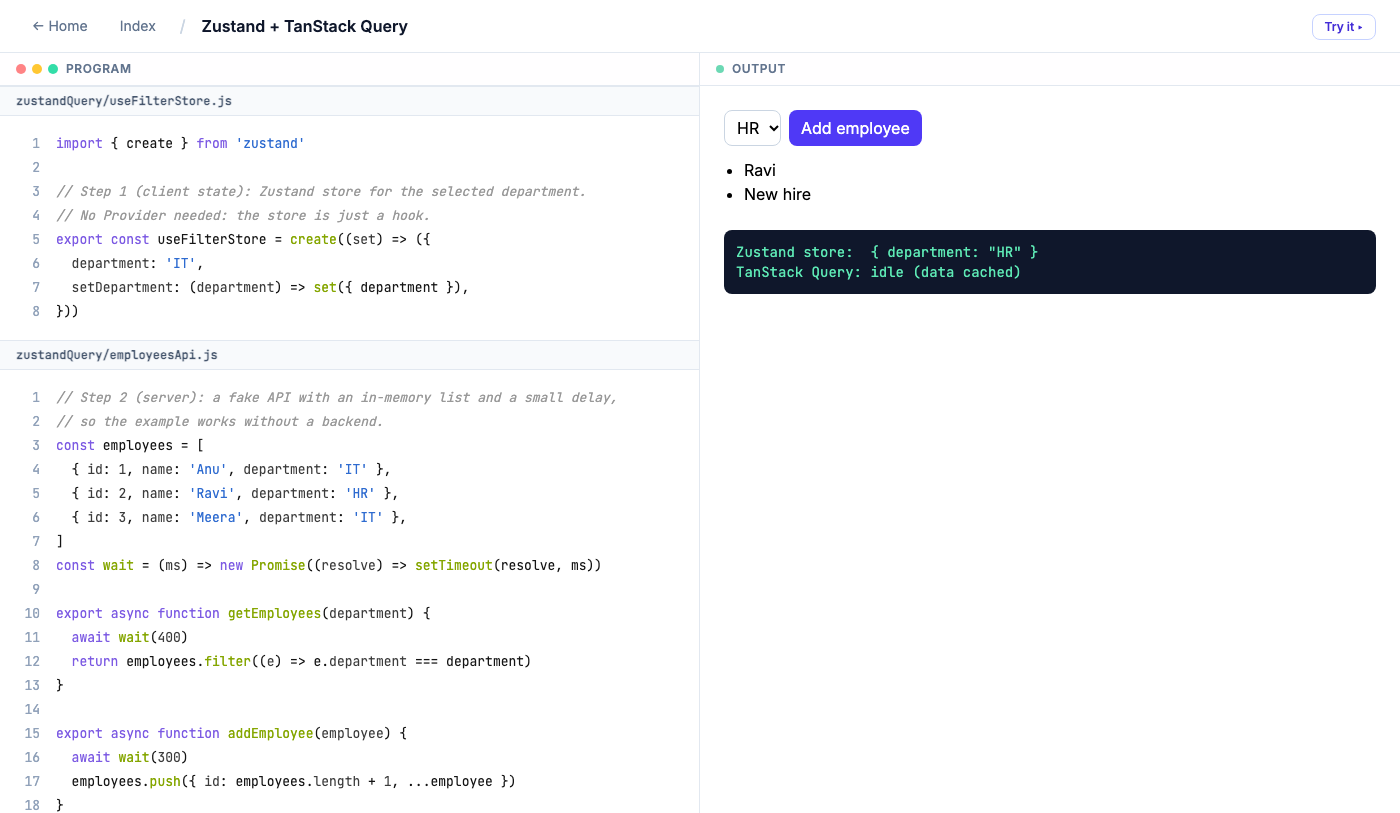 ← Home Index / Zustand + TanStack Query Try it ▸
PROGRAM
zustandQuery/useFilterStore.js
1 import { create } from 'zustand'
2
3 // Step 1 (client state): Zustand store for the selected department.
4 // No Provider needed: the store is just a hook.
5 export const useFilterStore = create((set) => ({
6   department: 'IT',
7   setDepartment: (department) => set({ department }),
8 }))
zustandQuery/employeesApi.js
1 // Step 2 (server): a fake API with an in-memory list and a small delay,
2 // so the example works without a backend.
3 const employees = [
4   { id: 1, name: 'Anu', department: 'IT' },
5   { id: 2, name: 'Ravi', department: 'HR' },
6   { id: 3, name: 'Meera', department: 'IT' },
7 ]
8 const wait = (ms) => new Promise((resolve) => setTimeout(resolve, ms))
9
10 export async function getEmployees(department) {
11   await wait(400)
12   return employees.filter((e) => e.department === department)
13 }
14
15 export async function addEmployee(employee) {
16   await wait(300)
17   employees.push({ id: employees.length + 1, ...employee })
18 }
OUTPUT
HR Add employee
• Ravi
• New hire
Zustand store:  { department: "HR" }
TanStack Query: idle (data cached)